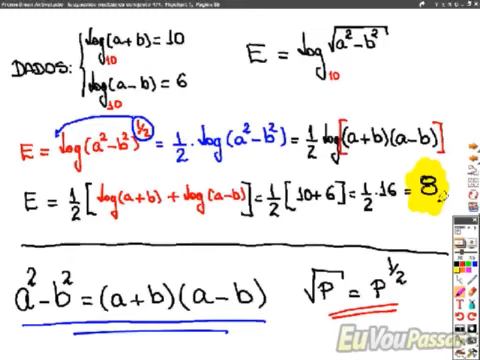 log₁₀(a+b) = 10
DADOS:
log₁₀(a-b) = 6
E = log₁₀ √(a²-b²)
E = log(a²-b²)^(1/2) = 1/2 · log(a²-b²) = 1/2 log[(a+b)(a-b)]
E = 1/2 [log(a+b) + log(a-b)] = 1/2 [10+6] = 1/2 · 16 = 8
a²-b² = (a+b)(a-b)
√P = P^(1/2)
EuVouPassar